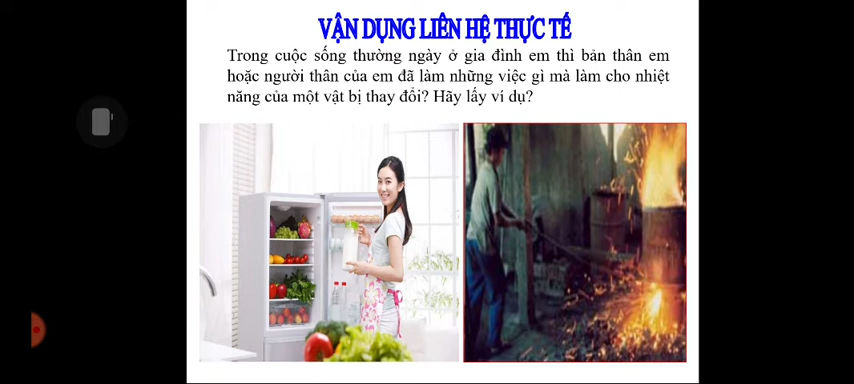 VẬN DỤNG LIÊN HỆ THỰC TẾ
Trong cuộc sống thường ngày ở gia đình em thì bản thân em
hoặc người thân của em đã làm những việc gì mà làm cho nhiệt
năng của một vật bị thay đổi? Hãy lấy ví dụ?